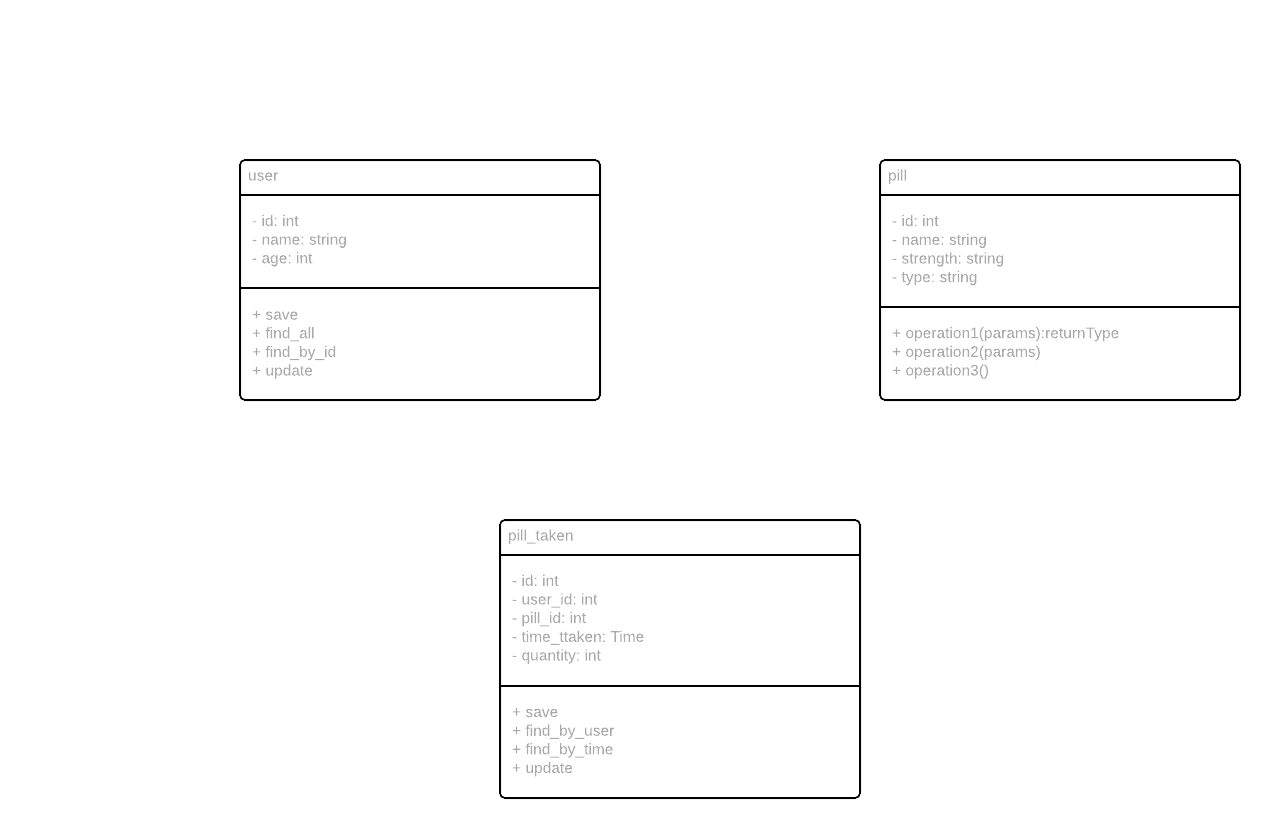 user
- id: int
- name: string
- age: int
+ save
+ find_all
+ find_by_id
+ update
pill
- id: int
- name: string
- strength: string
- type: string
+ operation1(params):returnType
+ operation2(params)
+ operation3()
pill_taken
- id: int
- user_id: int
- pill_id: int
- time_ttaken: Time
- quantity: int
+ save
+ find_by_user
+ find_by_time
+ update